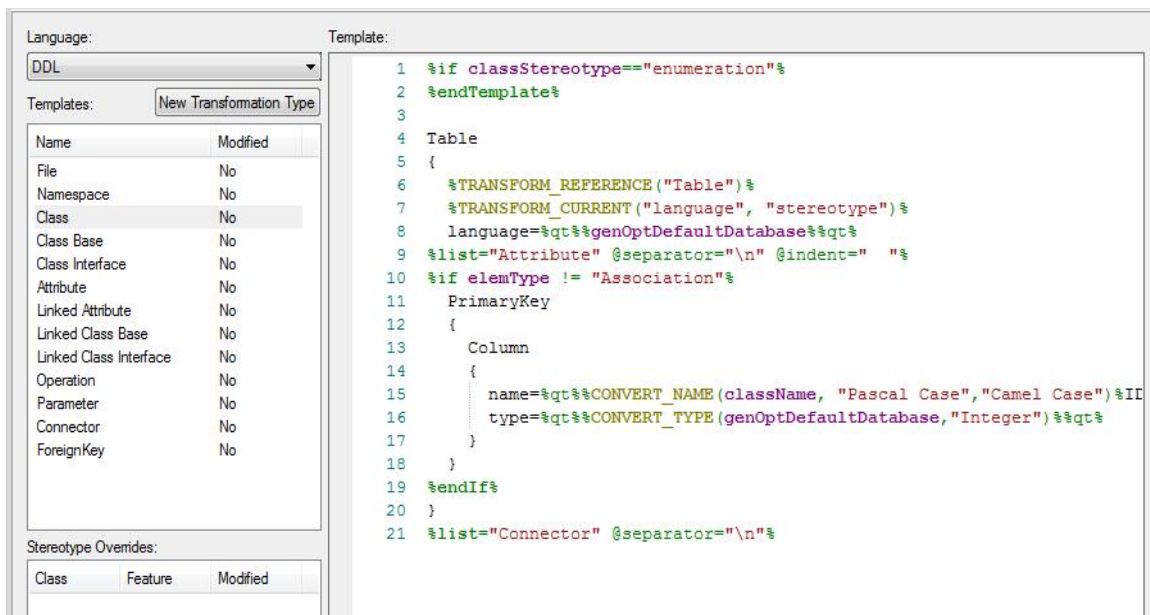 Language:
DDL
Templates:
New Transformation Type
Name Modified
File No
Namespace No
Class No
Class Base No
Class Interface No
Attribute No
Linked Attribute No
Linked Class Base No
Linked Class Interface No
Operation No
Parameter No
Connector No
ForeignKey No
Stereotype Overrides:
Class Feature Modified
Template:
1 %if classStereotype=="enumeration"%
2 %endTemplate%
3
4 Table
5 {
6 %TRANSFORM_REFERENCE("Table")%
7 %TRANSFORM_CURRENT("language", "stereotype")%
8 language=%qt%%genOptDefaultDatabase%%qt%
9 %list="Attribute" @separator="\n" @indent="  "%
10 %if elemType != "Association"%
11 PrimaryKey
12 {
13 Column
14 {
15 name=%qt%%CONVERT_NAME(className, "Pascal Case","Camel Case")%ID
16 type=%qt%%CONVERT_TYPE(genOptDefaultDatabase,"Integer")%%qt%
17 }
18 }
19 %endIf%
20 }
21 %list="Connector" @separator="\n"%